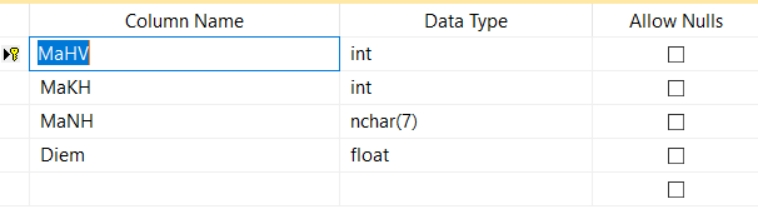 Column Name Data Type Allow Nulls
MaHV int
MaKH int
MaNH nchar(7)
Diem float